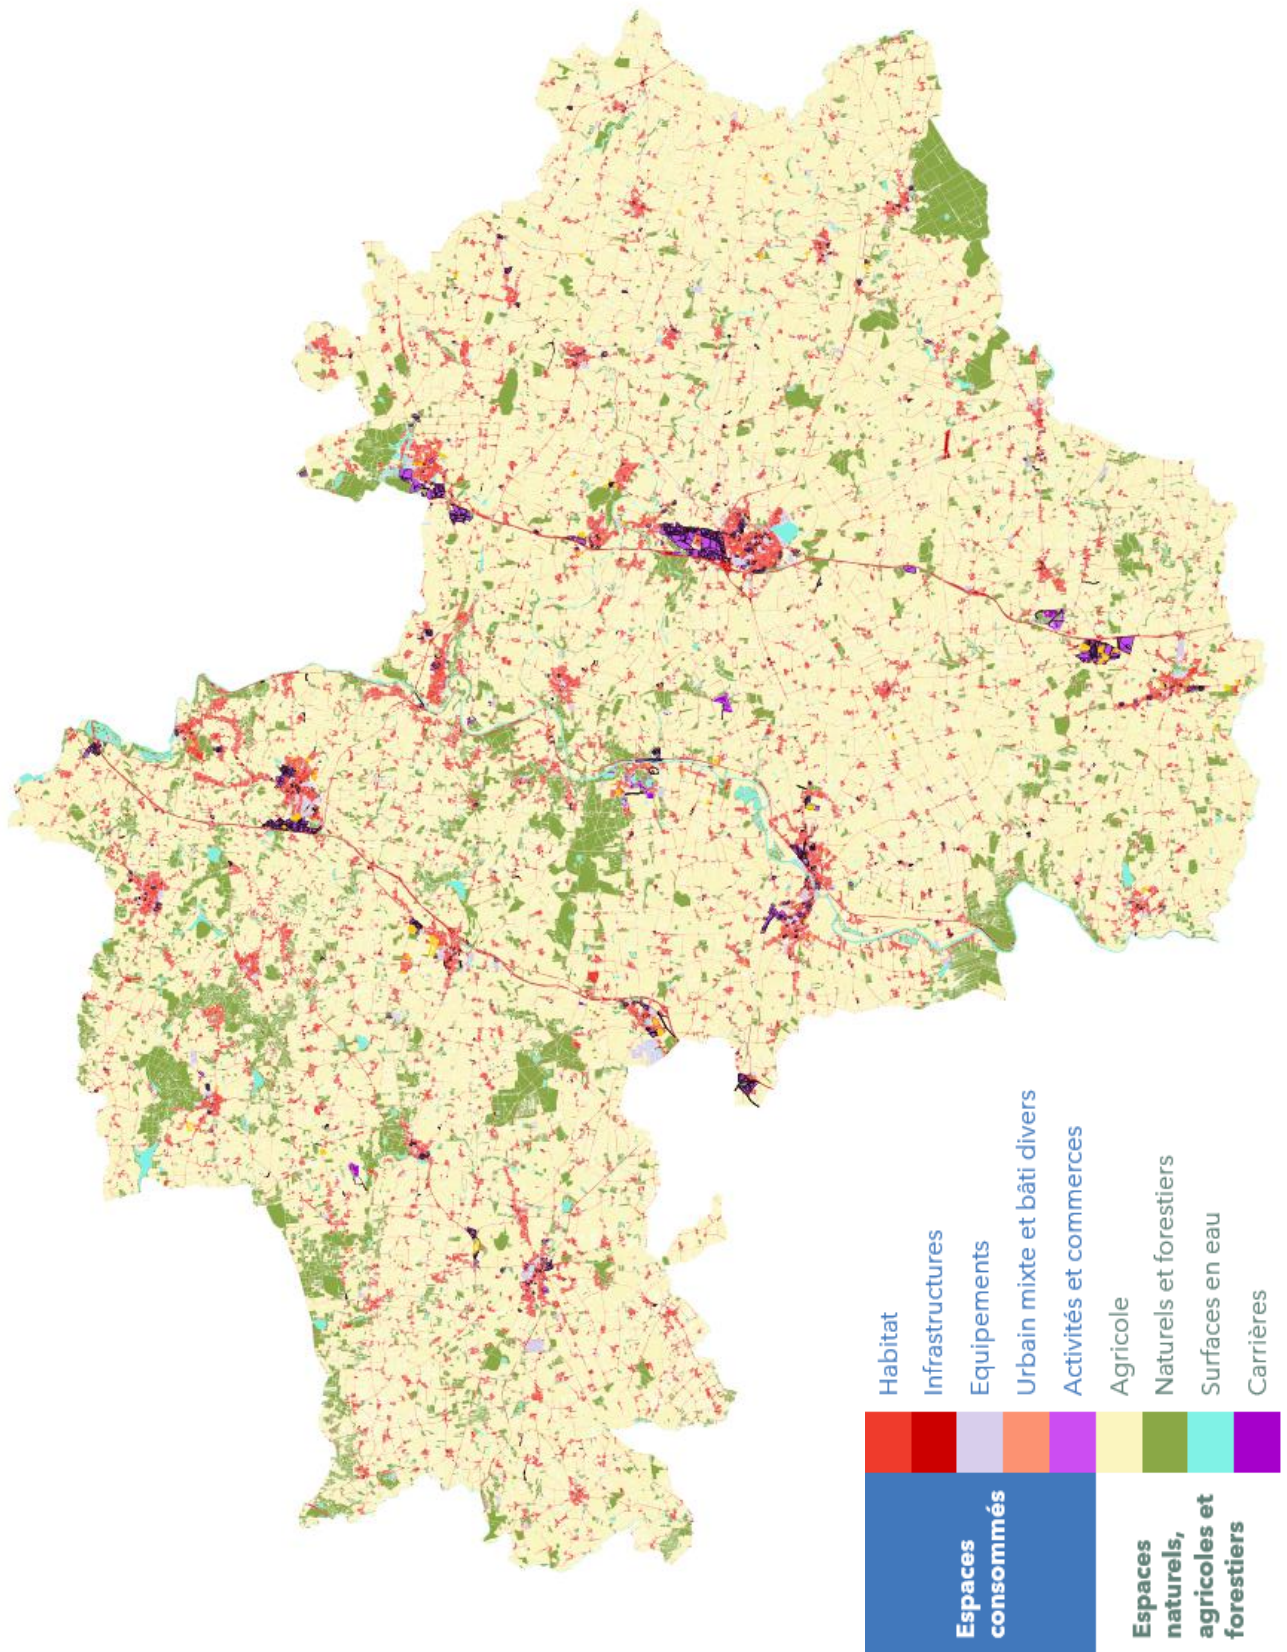 Espaces
consommés
Habitat
Infrastructures
Equipements
Urbain mixte et bâti divers
Activités et commerces
Espaces
naturels,
agricoles et
forestiers
Agricole
Naturels et forestiers
Surfaces en eau
Carrières